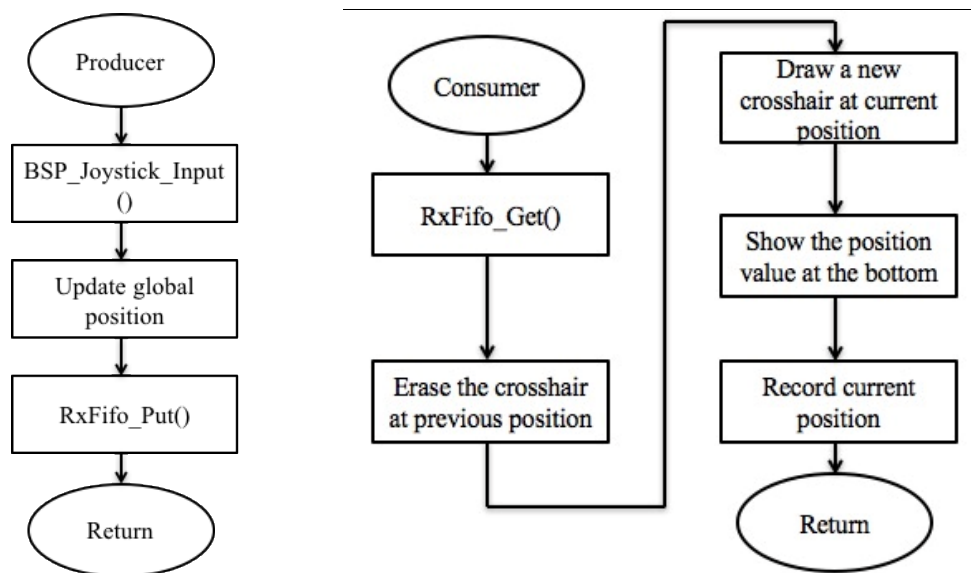 Producer
BSP_Joystick_Input
()
Update global
position
RxFifo_Put()
Return
Consumer
RxFifo_Get()
Erase the crosshair
at previous position
Draw a new
crosshair at current
position
Show the position
value at the bottom
Record current
position
Return